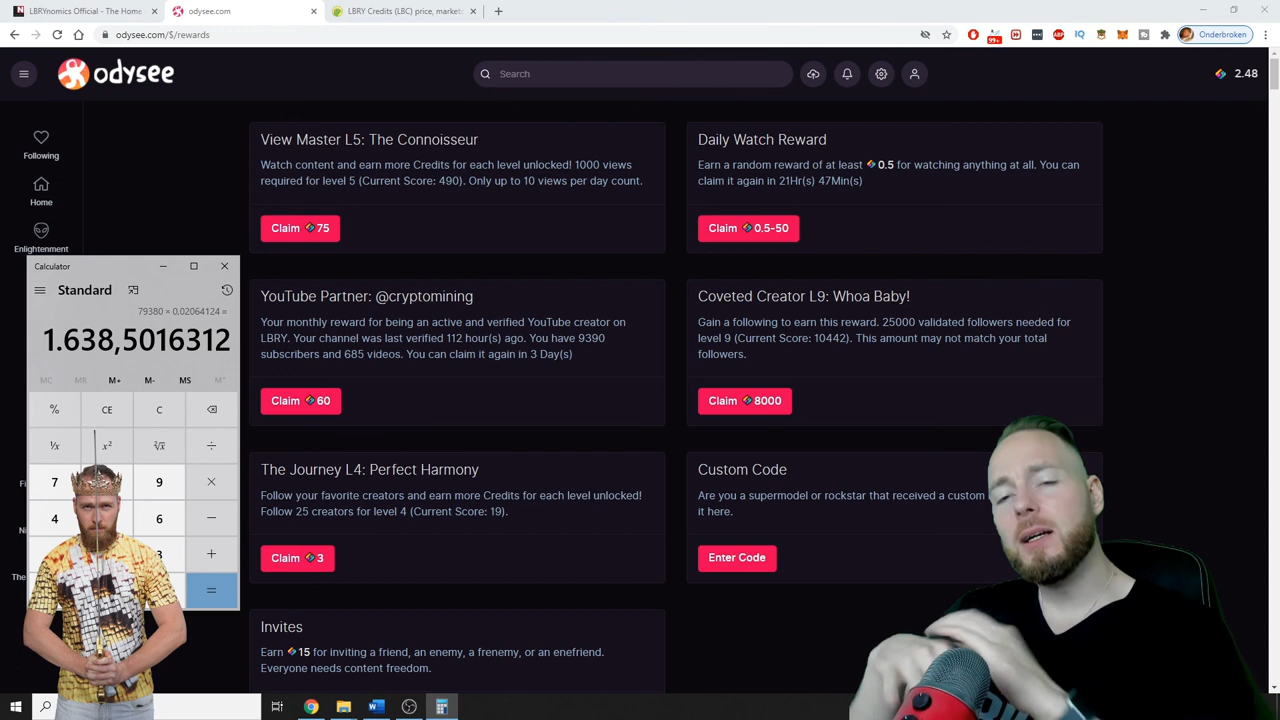 LBRYnomics Official - The Home
odysee.com
LBRY Credits (LBC) price, market
odysee.com/$/rewards
99+
IQ
ABP
Onderbroken
odysee
Search
2.48
Following
Home
Enlightenment
View Master L5: The Connoisseur
Watch content and earn more Credits for each level unlocked! 1000 views
required for level 5 (Current Score: 490). Only up to 10 views per day count.
Claim 75
Daily Watch Reward
Earn a random reward of at least 0.5 for watching anything at all. You can
claim it again in 21Hr(s) 47Min(s)
Claim 0.5-50
YouTube Partner: @cryptomining
Your monthly reward for being an active and verified YouTube creator on
LBRY. Your channel was last verified 112 hour(s) ago. You have 9390
subscribers and 685 videos. You can claim it again in 3 Day(s)
Claim 60
Coveted Creator L9: Whoa Baby!
Gain a following to earn this reward. 25000 validated followers needed for
level 9 (Current Score: 10442). This amount may not match your total
followers.
Claim 8000
The Journey L4: Perfect Harmony
Follow your favorite creators and earn more Credits for each level unlocked!
Follow 25 creators for level 4 (Current Score: 19).
Claim 3
Custom Code
Are you a supermodel or rockstar that received a custom
it here.
Enter Code
Invites
Earn 15 for inviting a friend, an enemy, a frenemy, or an enefriend.
Everyone needs content freedom.
Calculator
Standard
79380 × 0,02064124 =
1.638,5016312
MC MR M+ M- MS M˅
% CE C
¹/x x² ²√x ÷
7 9 ×
4 6 −
3 +
=